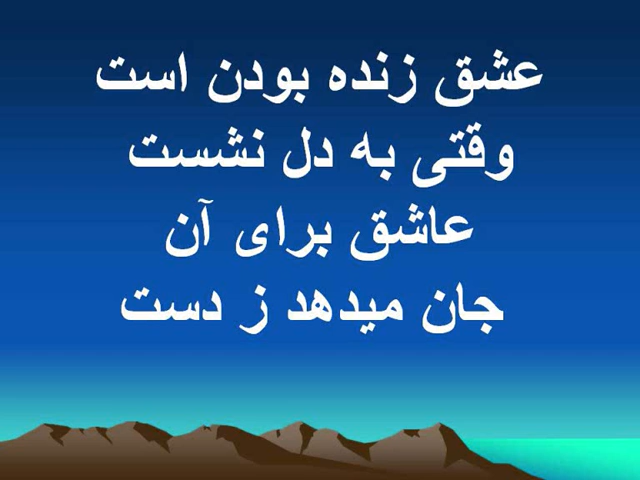 عشق زنده بودن است
وقتی به دل نشست
عاشق برای آن
جان میدهد ز دست